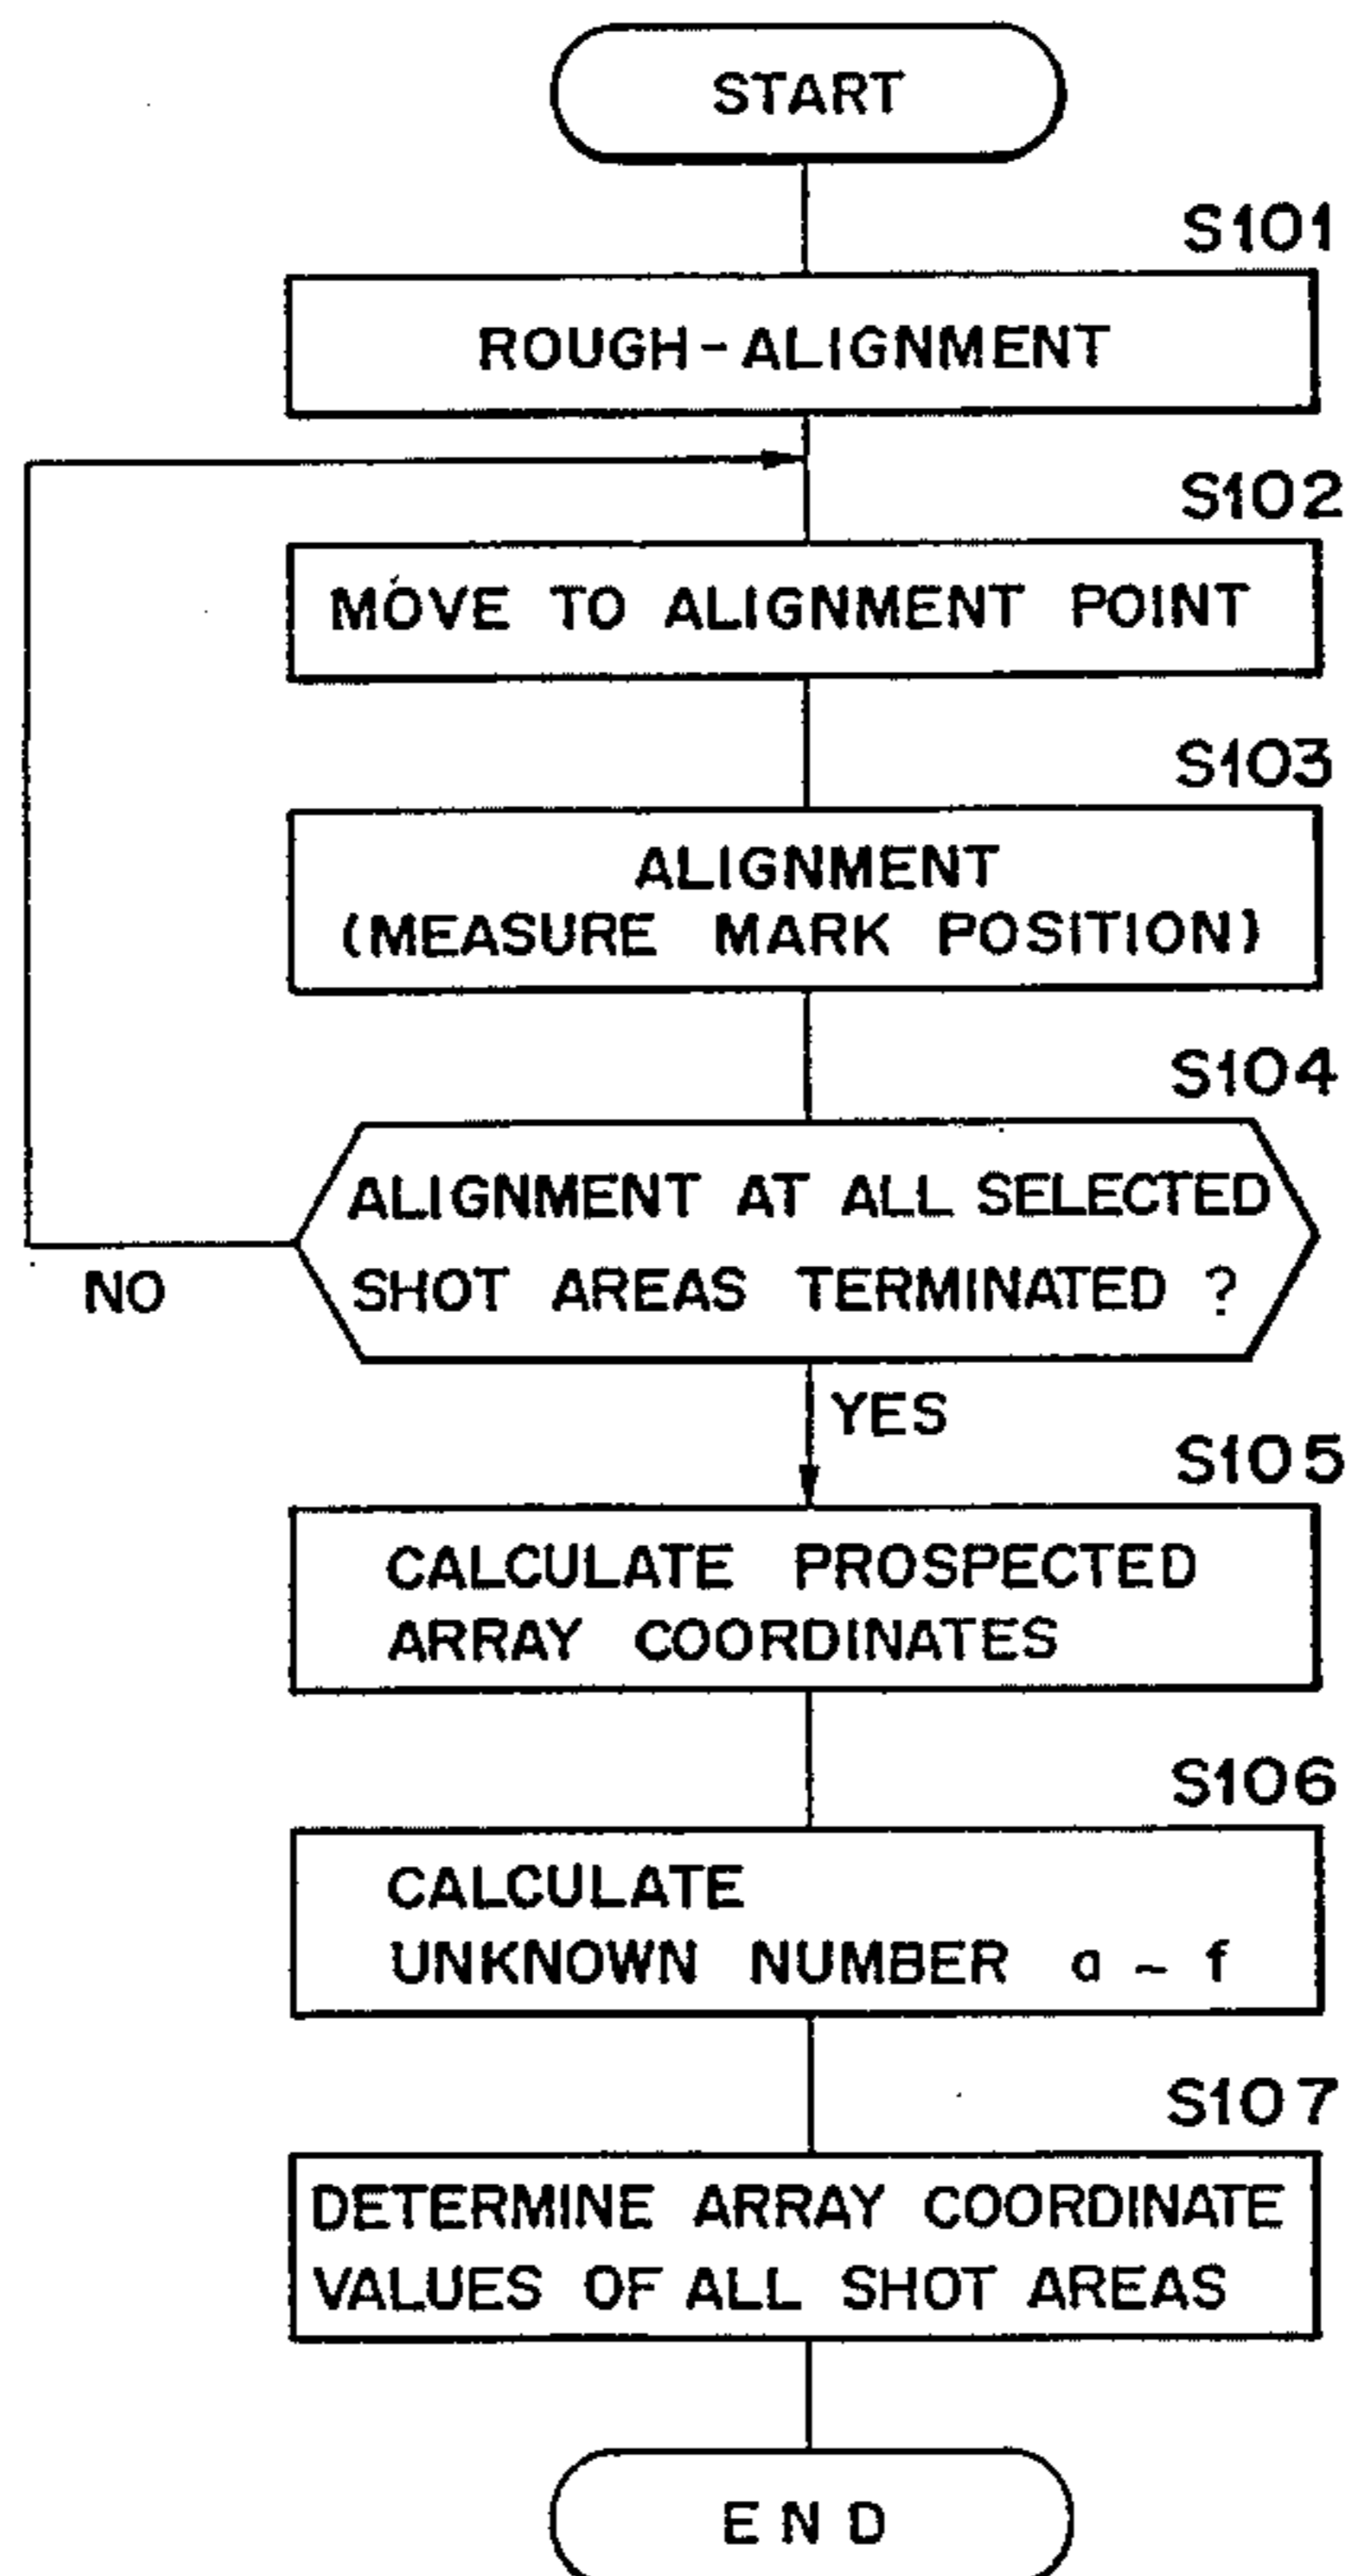 START
S101
ROUGH-ALIGNMENT
S102
MOVE TO ALIGNMENT POINT
S103
ALIGNMENT
(MEASURE MARK POSITION)
S104
ALIGNMENT AT ALL SELECTED
SHOT AREAS TERMINATED ?
NO
YES
S105
CALCULATE PROSPECTED
ARRAY COORDINATES
S106
CALCULATE
UNKNOWN NUMBER a ~ f
S107
DETERMINE ARRAY COORDINATE
VALUES OF ALL SHOT AREAS
END